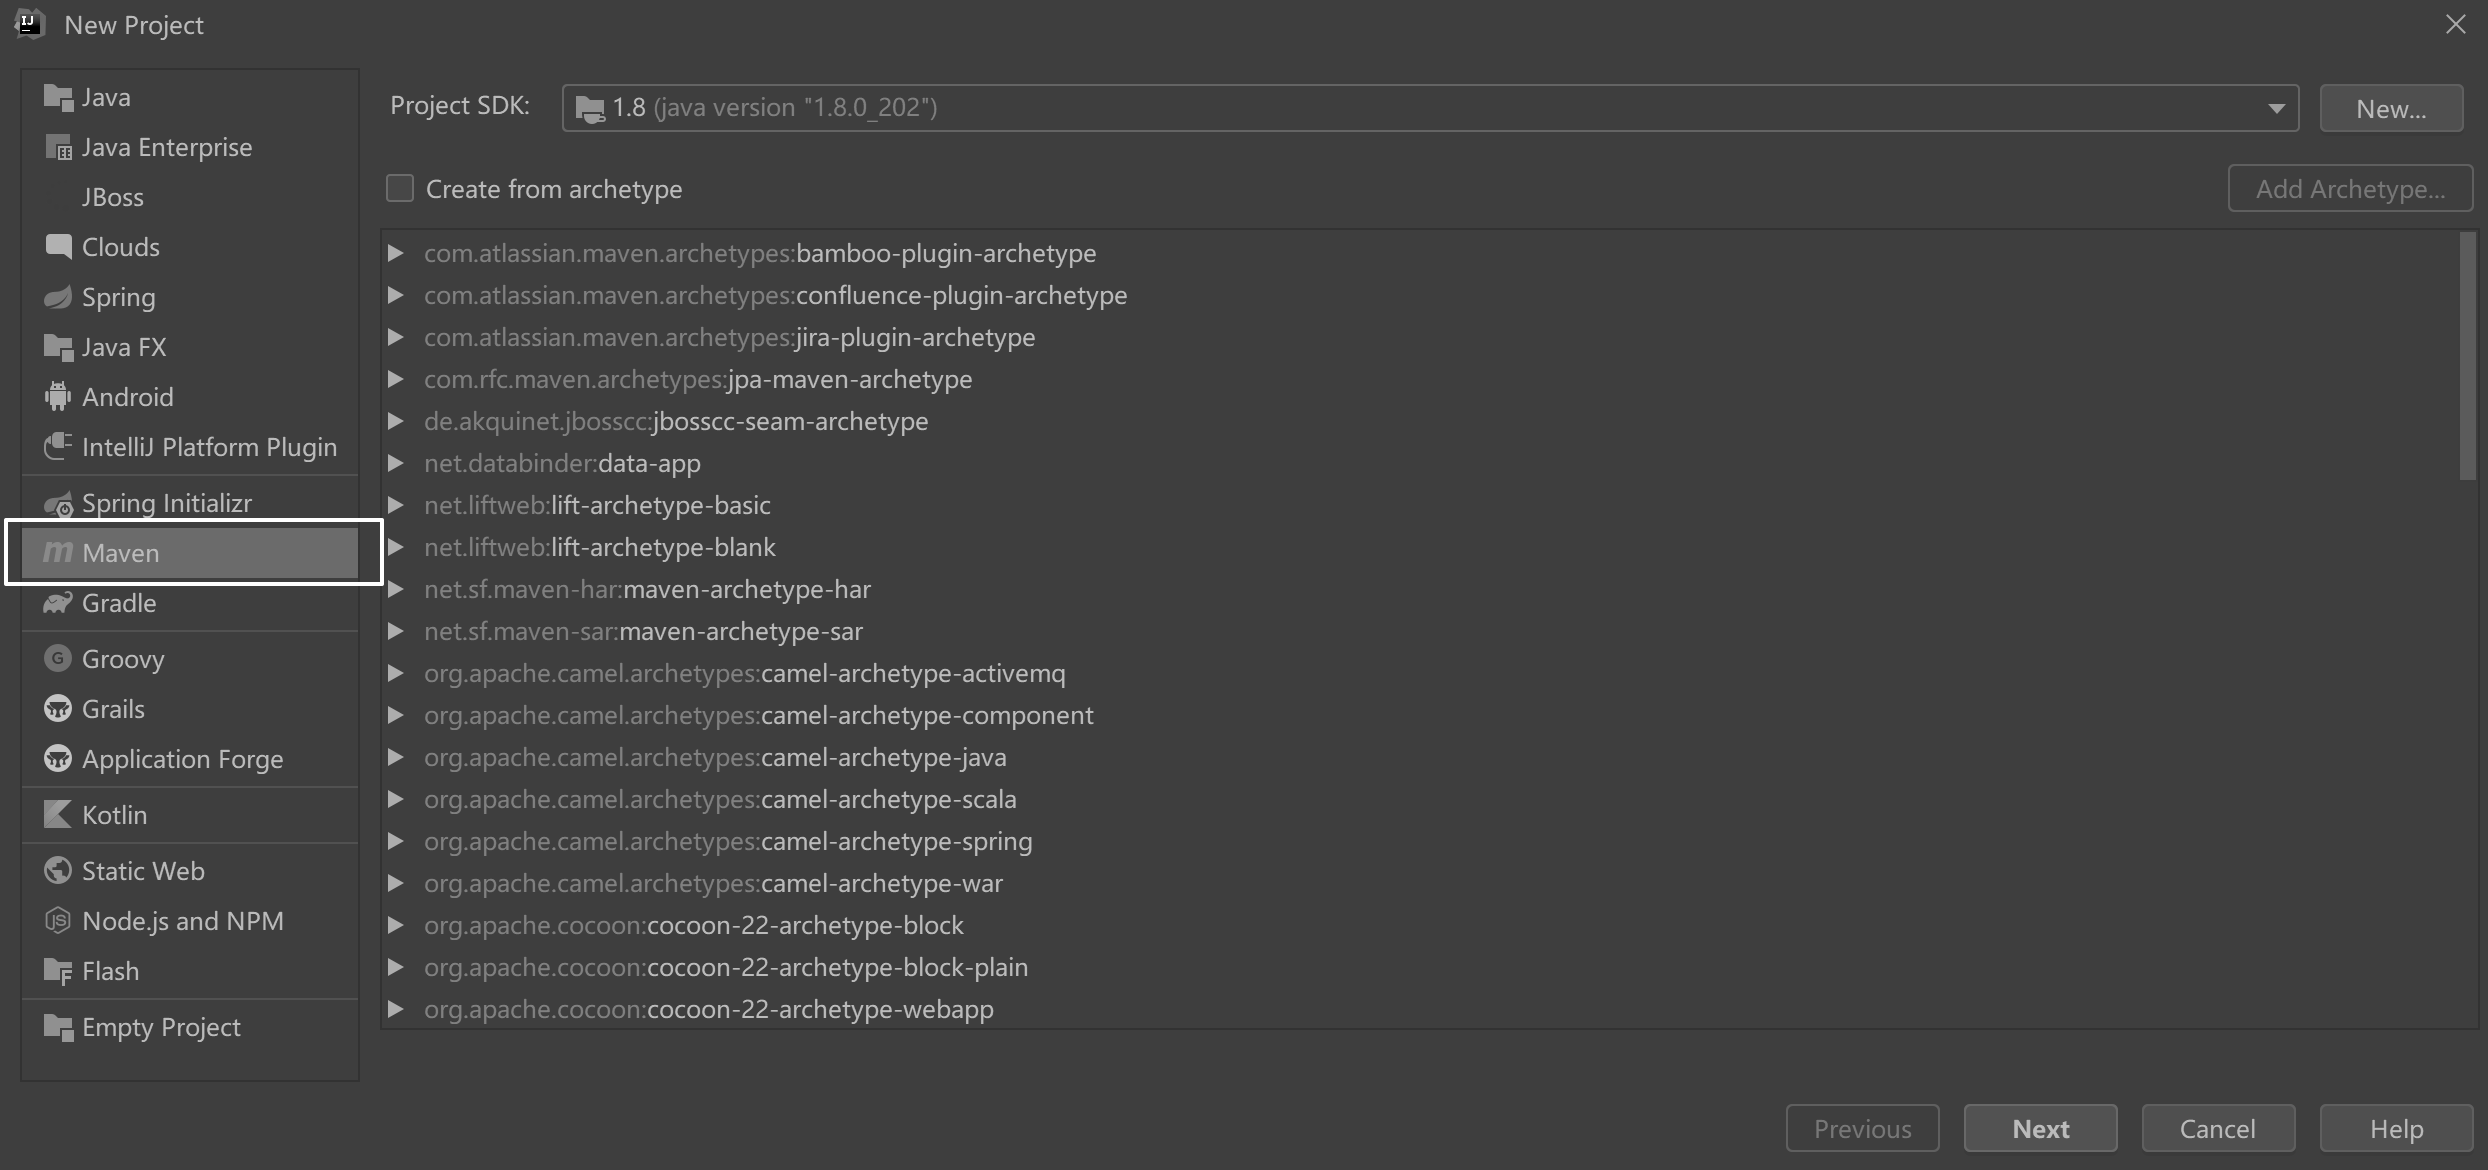 New Project
Java
Java Enterprise
JBoss
Clouds
Spring
Java FX
Android
IntelliJ Platform Plugin
Spring Initializr
Maven
Gradle
Groovy
Grails
Application Forge
Kotlin
Static Web
Node.js and NPM
Flash
Empty Project
Project SDK: 1.8 (java version "1.8.0_202") New...
Create from archetype Add Archetype...
com.atlassian.maven.archetypes:bamboo-plugin-archetype
com.atlassian.maven.archetypes:confluence-plugin-archetype
com.atlassian.maven.archetypes:jira-plugin-archetype
com.rfc.maven.archetypes:jpa-maven-archetype
de.akquinet.jbosscc:jbosscc-seam-archetype
net.databinder:data-app
net.liftweb:lift-archetype-basic
net.liftweb:lift-archetype-blank
net.sf.maven-har:maven-archetype-har
net.sf.maven-sar:maven-archetype-sar
org.apache.camel.archetypes:camel-archetype-activemq
org.apache.camel.archetypes:camel-archetype-component
org.apache.camel.archetypes:camel-archetype-java
org.apache.camel.archetypes:camel-archetype-scala
org.apache.camel.archetypes:camel-archetype-spring
org.apache.camel.archetypes:camel-archetype-war
org.apache.cocoon:cocoon-22-archetype-block
org.apache.cocoon:cocoon-22-archetype-block-plain
org.apache.cocoon:cocoon-22-archetype-webapp
Previous Next Cancel Help